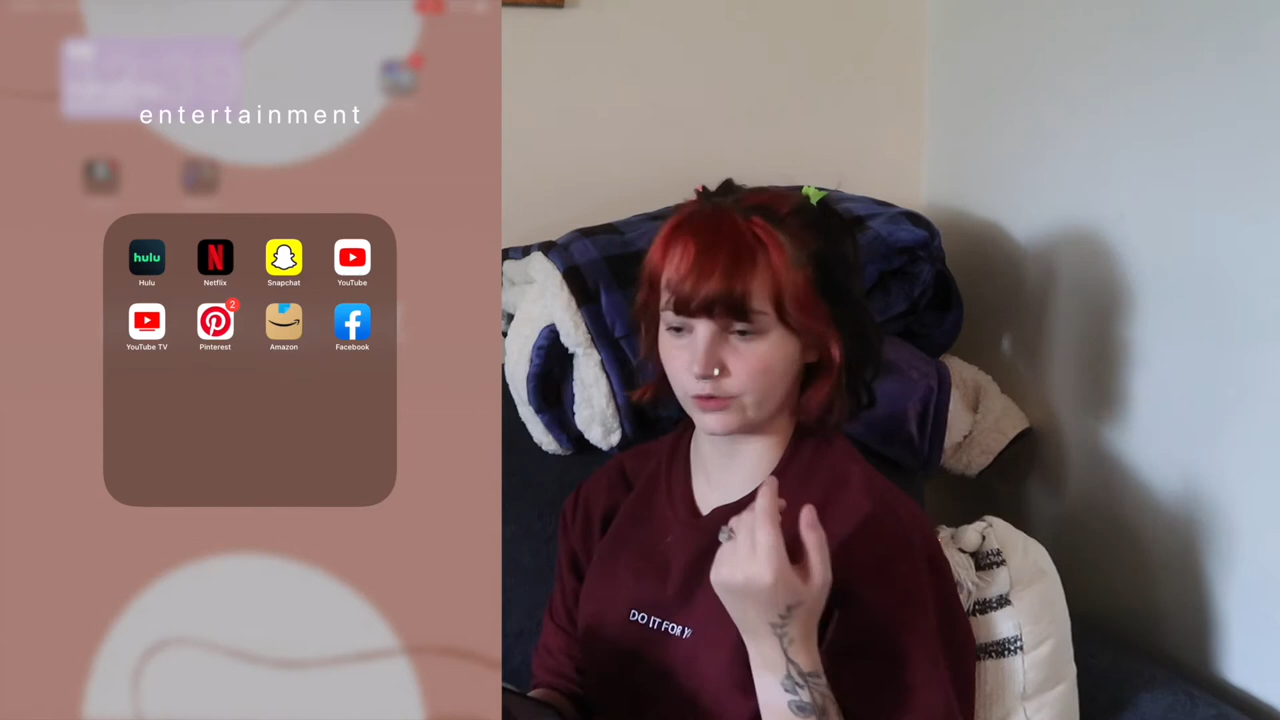 entertainment
hulu
Hulu
Netflix
Snapchat
YouTube
2
YouTube TV
Pinterest
Amazon
Facebook
DO IT FOR